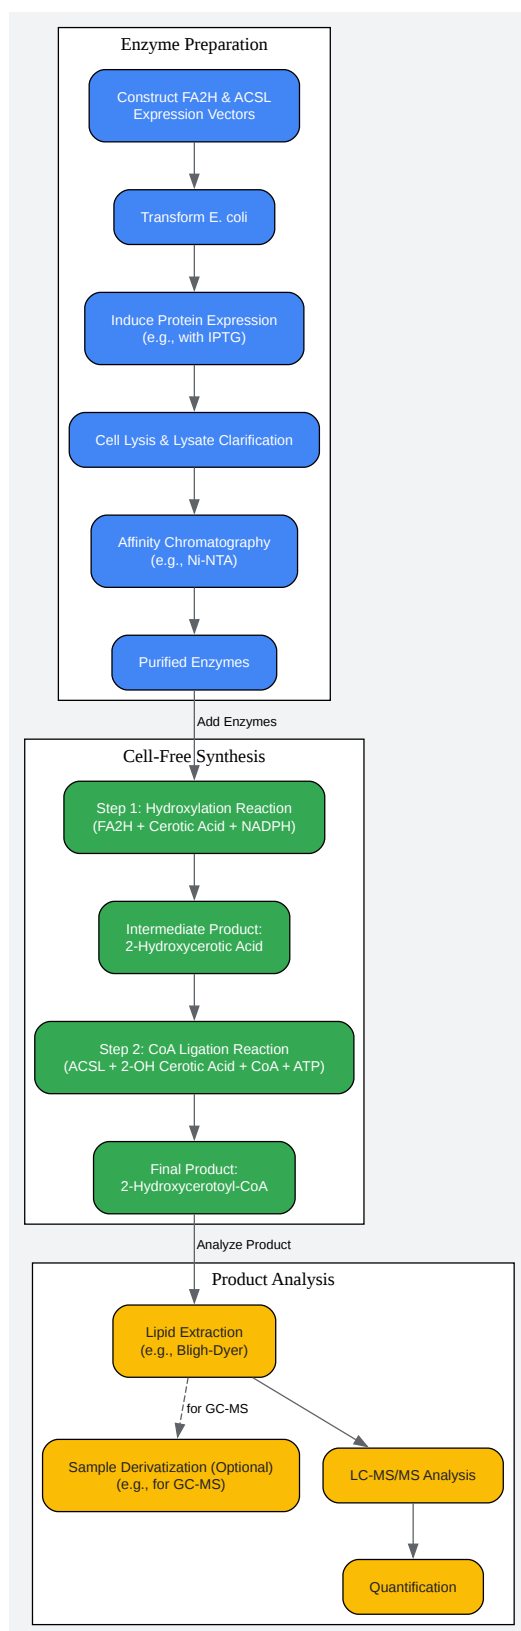 Enzyme Preparation
Construct FA2H & ACSL
Expression Vectors
Transform E. coli
Induce Protein Expression
(e.g., with IPTG)
Cell Lysis & Lysate Clarification
Affinity Chromatography
(e.g., Ni-NTA)
Purified Enzymes
Add Enzymes
Cell-Free Synthesis
Step 1: Hydroxylation Reaction
(FA2H + Cerotic Acid + NADPH)
Intermediate Product:
2-Hydroxycerotic Acid
Step 2: CoA Ligation Reaction
(ACSL + 2-OH Cerotic Acid + CoA + ATP)
Final Product:
2-Hydroxycerotoyl-CoA
Analyze Product
Product Analysis
Lipid Extraction
(e.g., Bligh-Dyer)
for GC-MS
Sample Derivatization (Optional)
(e.g., for GC-MS)
LC-MS/MS Analysis
Quantification